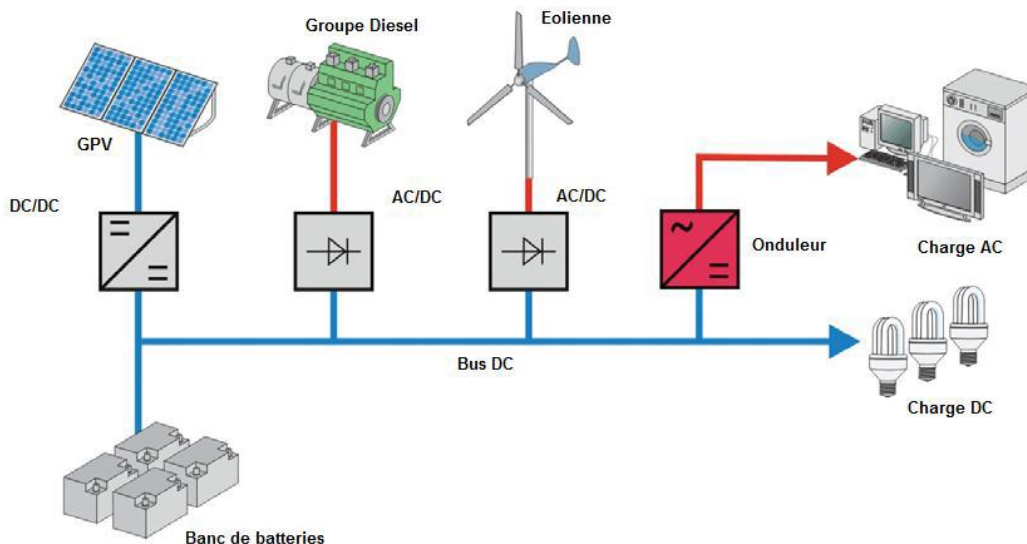 Groupe Diesel
Eolienne
GPV
DC/DC
AC/DC
AC/DC
Onduleur
Charge AC
Bus DC
Charge DC
Banc de batteries